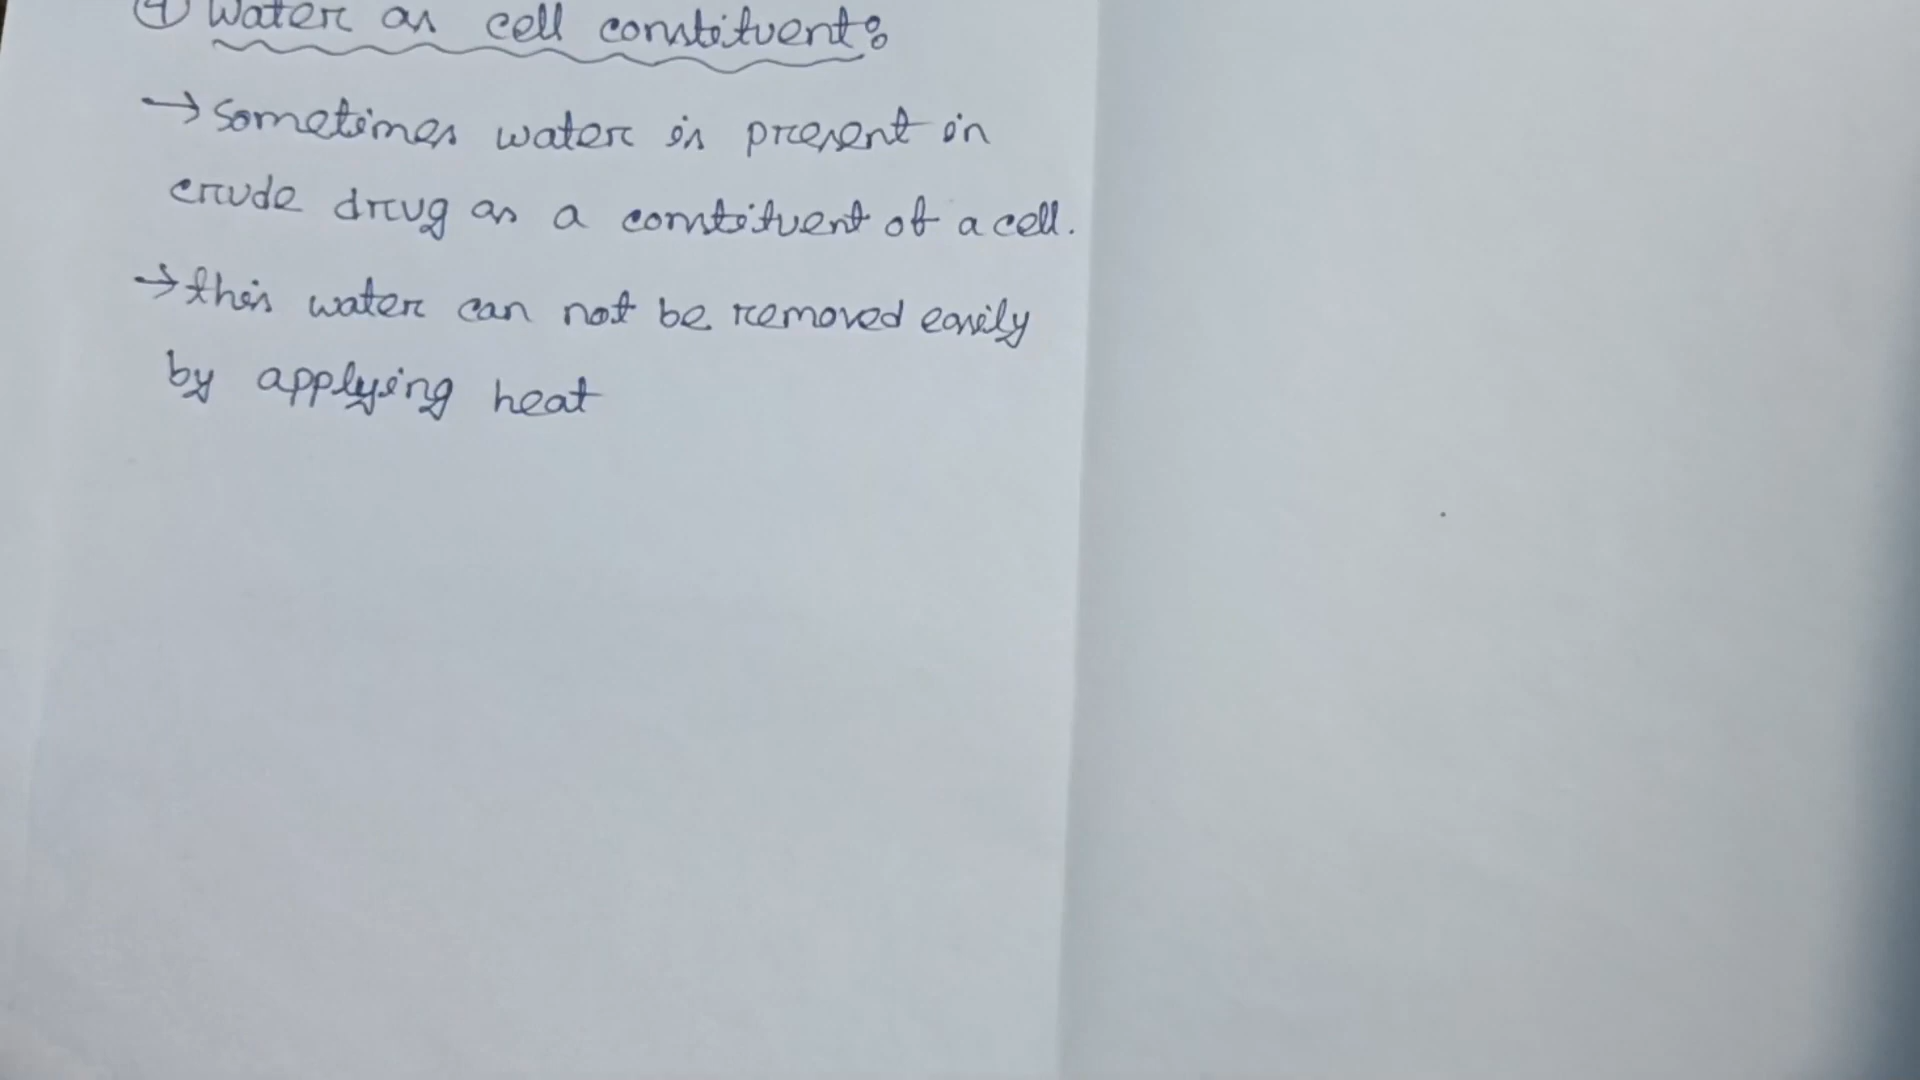 ④ Water as cell constituent:
→ Sometimes water is present in
crude drug as a constituent of a cell.
→ this water can not be removed easily
by applying heat